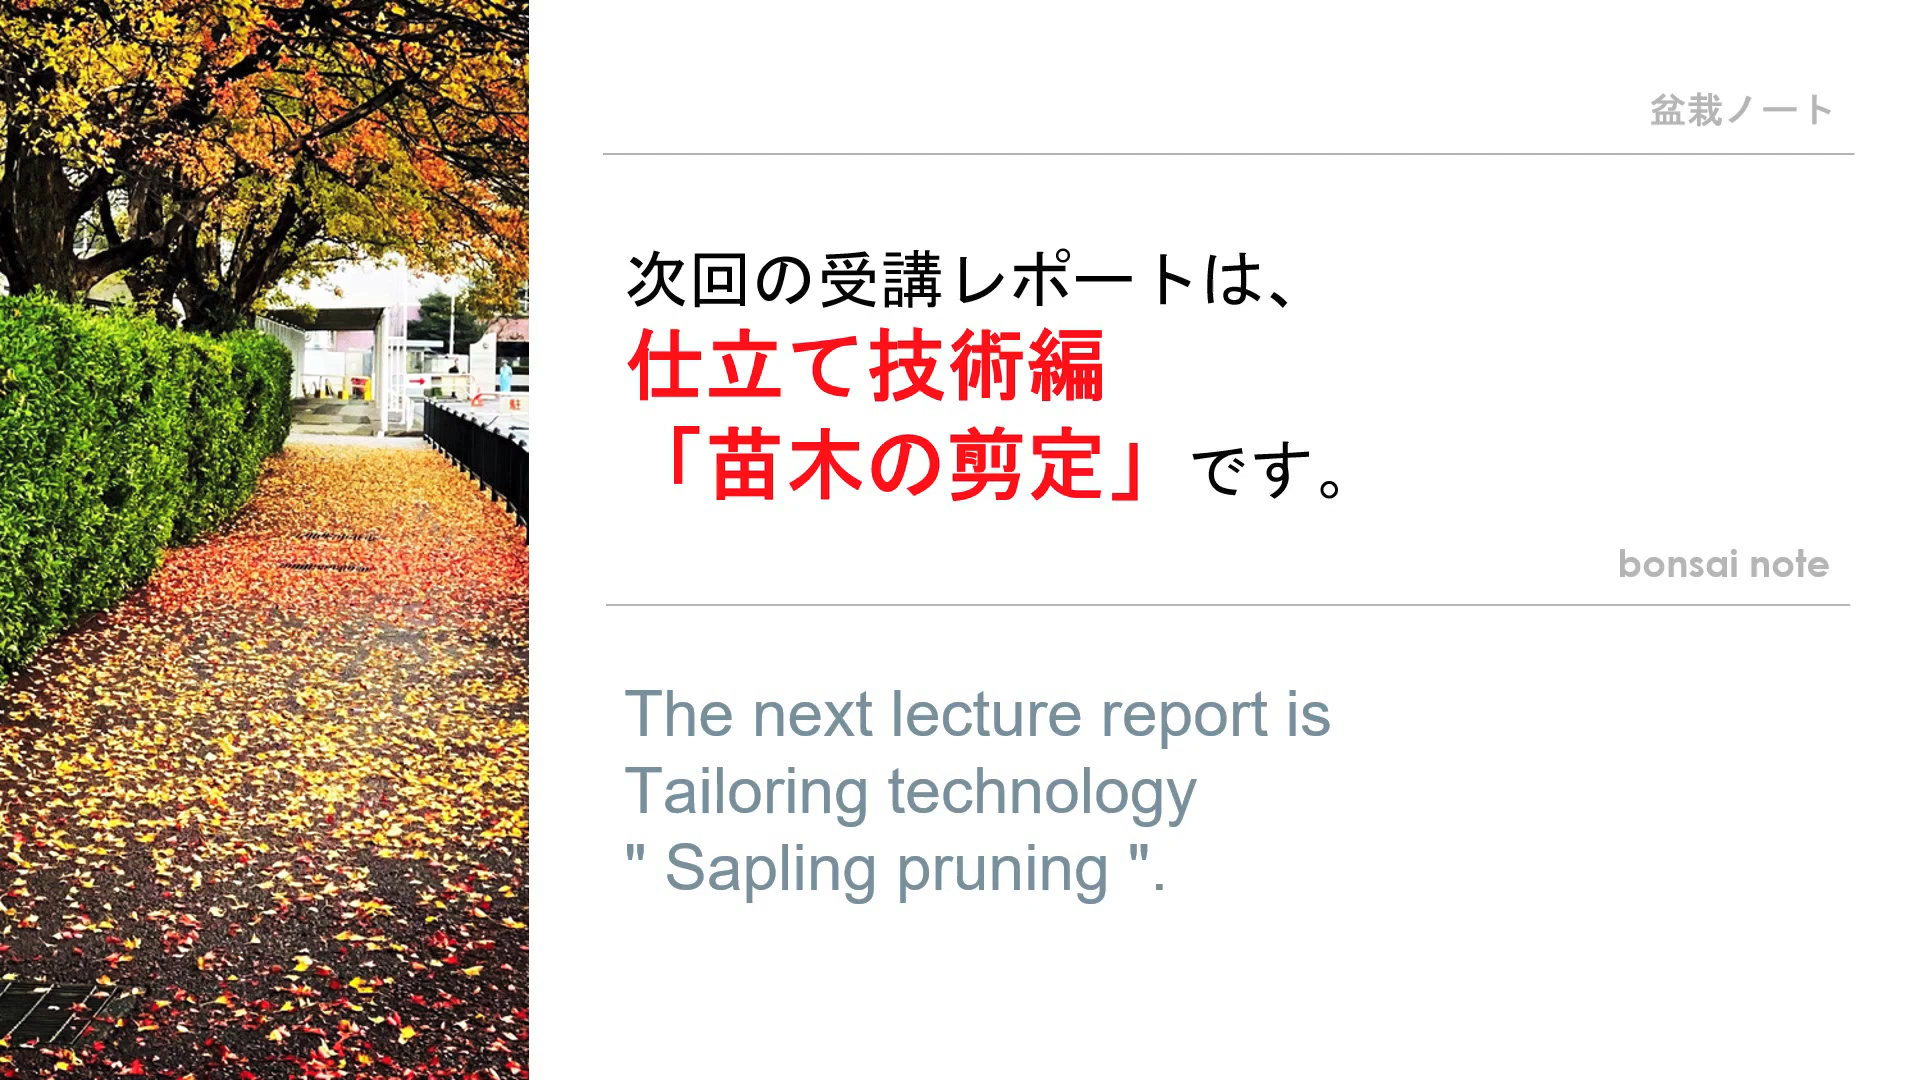 盆栽ノート
次回の受講レポートは、
仕立て技術編
「苗木の剪定」です。
bonsai note
The next lecture report is
Tailoring technology
" Sapling pruning ".